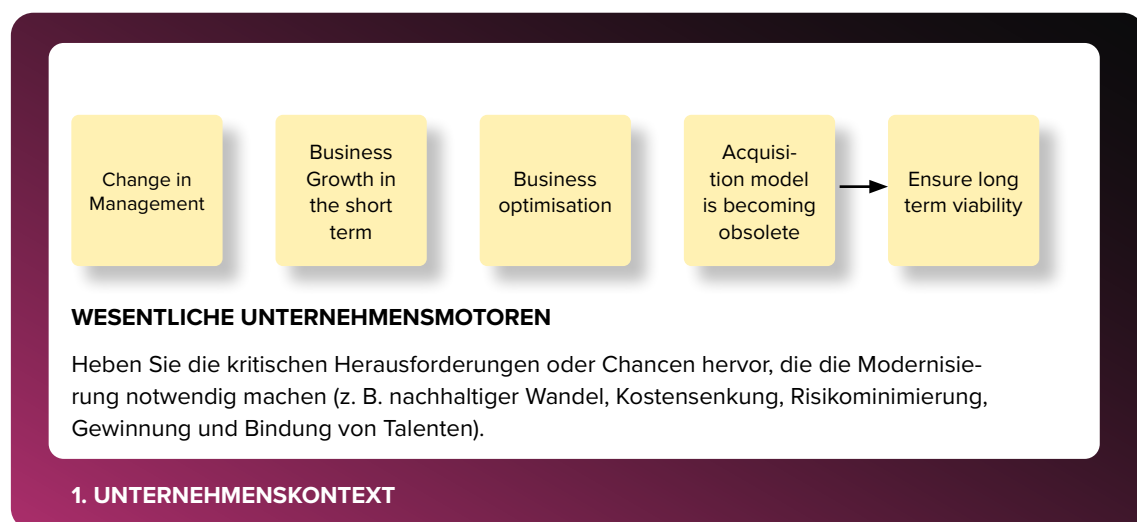 Change in
Management
Business
Growth in
the short
term
Business
optimisation
Acquisi-
tion model
is becoming
obsolete
Ensure long
term viability
WESENTLICHE UNTERNEHMENSMOTOREN
Heben Sie die kritischen Herausforderungen oder Chancen hervor, die die Modernisie-
rung notwendig machen (z. B. nachhaltiger Wandel, Kostensenkung, Risikominimierung,
Gewinnung und Bindung von Talenten).
1. UNTERNEHMENSKONTEXT